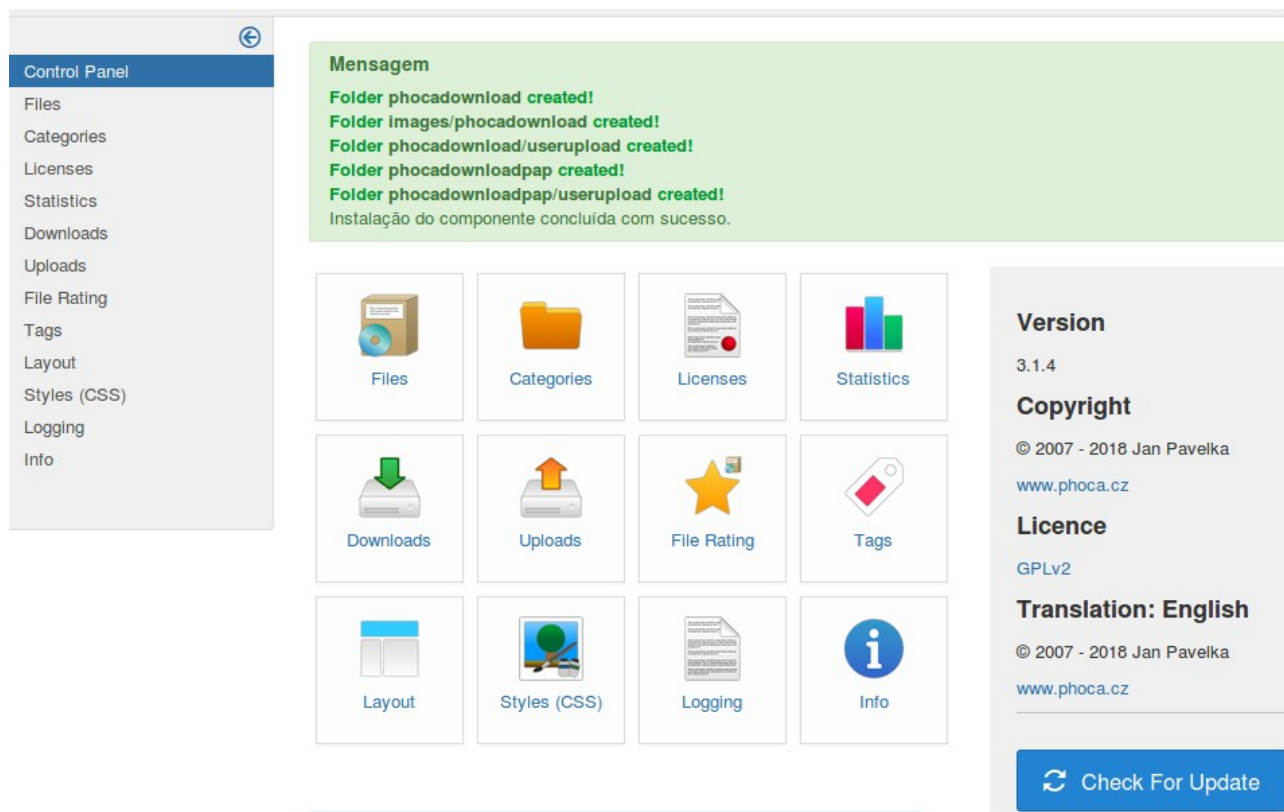 Control Panel
Files
Categories
Licenses
Statistics
Downloads
Uploads
File Rating
Tags
Layout
Styles (CSS)
Logging
Info
Mensagem
Folder phocadownload created!
Folder images/phocadownload created!
Folder phocadownload/userupload created!
Folder phocadownloadpap created!
Folder phocadownloadpap/userupload created!
Instalação do componente concluída com sucesso.
Files
Categories
Licenses
Statistics
Downloads
Uploads
File Rating
Tags
Layout
Styles (CSS)
Logging
Info
Version
3.1.4
Copyright
© 2007 - 2018 Jan Pavelka
www.phoca.cz
Licence
GPLv2
Translation: English
© 2007 - 2018 Jan Pavelka
www.phoca.cz
Check For Update